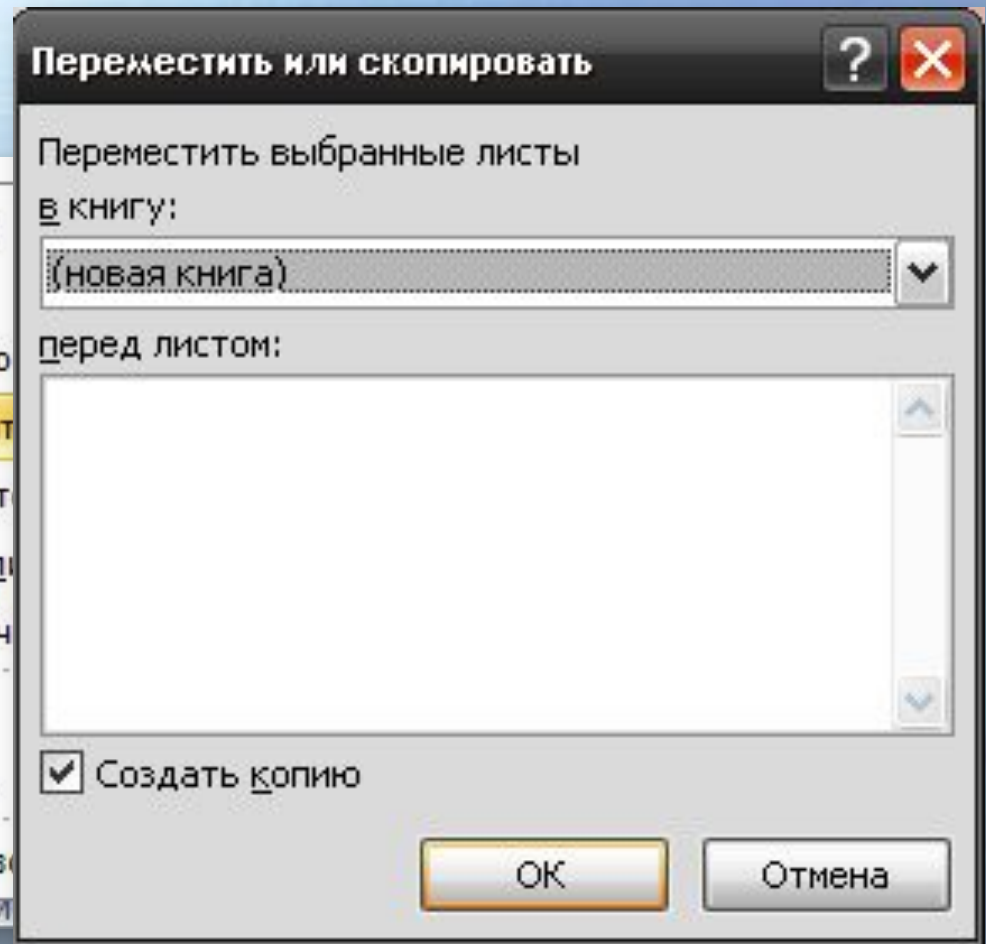 Переместить или скопировать
Переместить выбранные листы
в книгу:
(новая книга)
перед листом:
Создать копию
ОК
Отмена